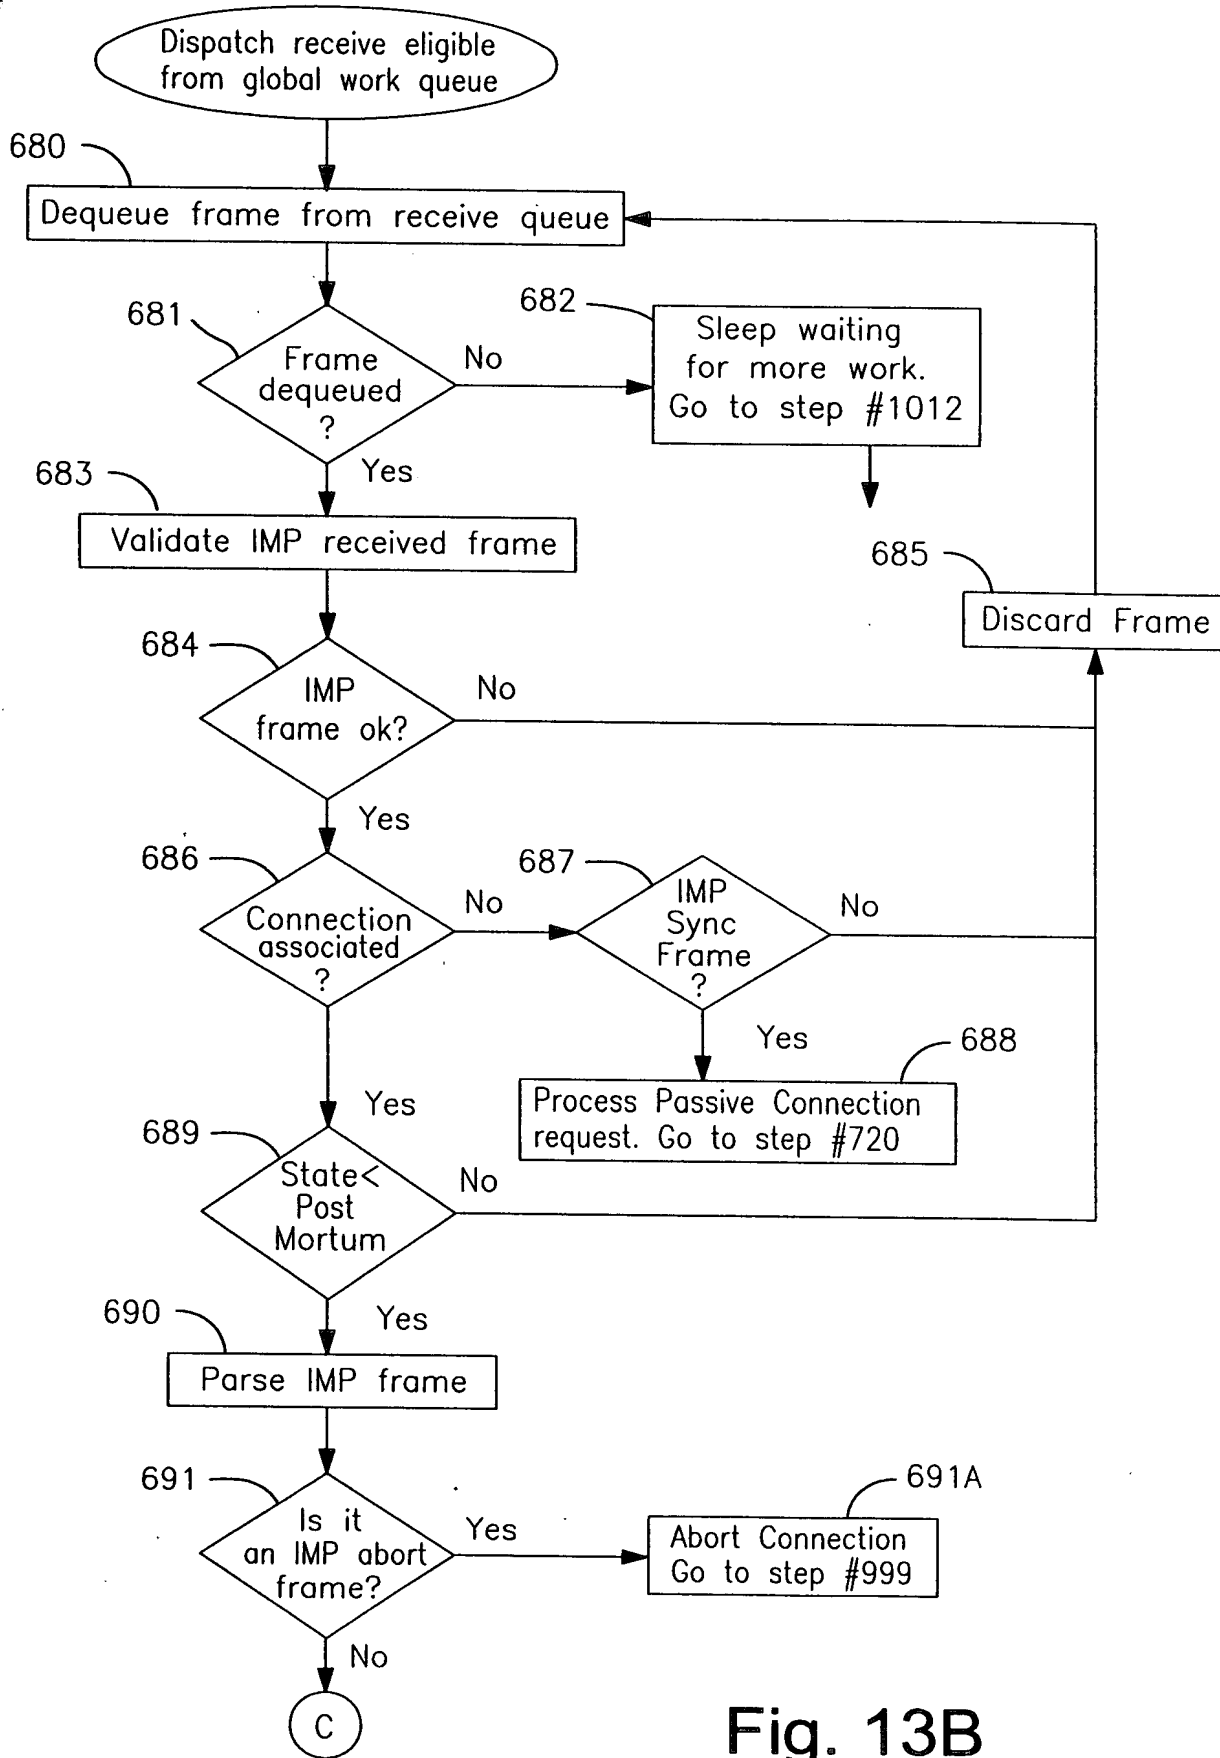 Dispatch receive eligible
from global work queue
680
Dequeue frame from receive queue
681
Frame
dequeued
?
No
682
Sleep waiting
for more work.
Go to step #1012
Yes
683
Validate IMP received frame
685
Discard Frame
684
IMP
frame ok?
No
Yes
686
Connection
associated
?
No
687
IMP
Sync
Frame
?
No
Yes
688
Process Passive Connection
request. Go to step #720
Yes
689
State<
Post
Mortum
No
Yes
690
Parse IMP frame
691
Is it
an IMP abort
frame?
Yes
691A
Abort Connection
Go to step #999
No
C
Fig. 13B